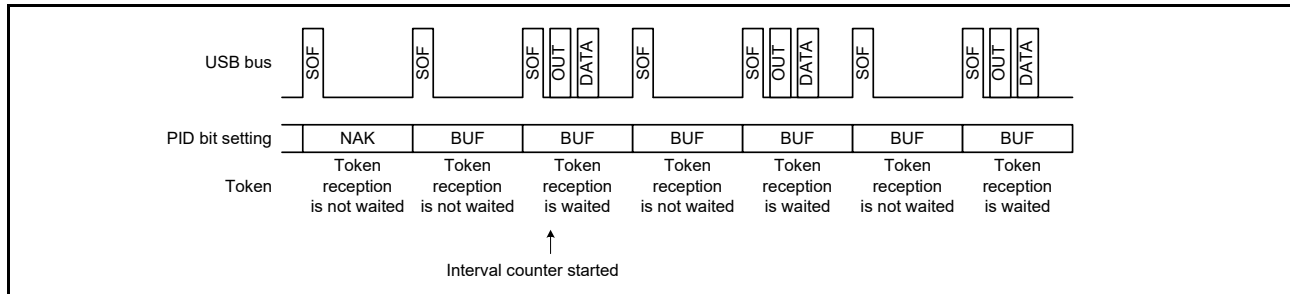 USB bus
SOF SOF SOF OUT DATA SOF SOF OUT DATA SOF SOF OUT DATA
PID bit setting NAK BUF BUF BUF BUF BUF BUF
Token
Token Token Token Token Token Token Token
reception reception reception reception reception reception reception
is not waited is not waited is waited is not waited is waited is not waited is waited
Interval counter started